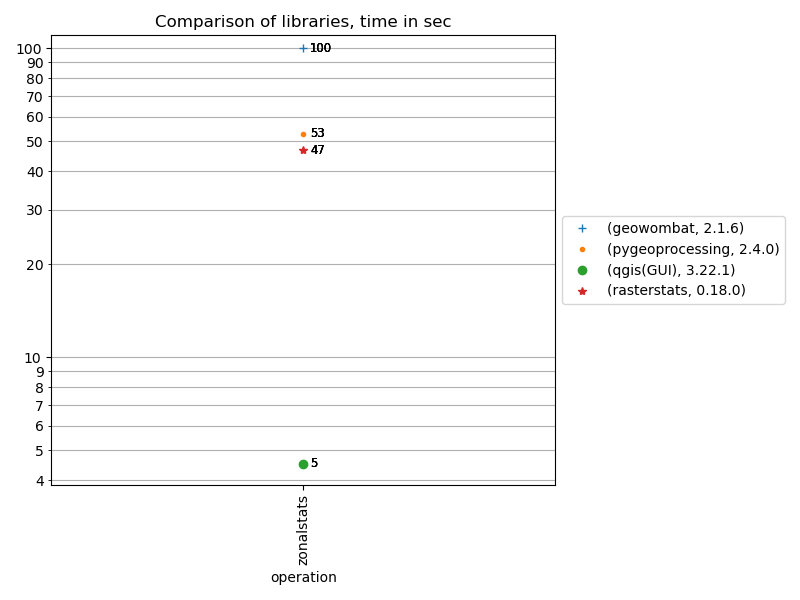 Comparison of libraries, time in sec
100
90
80
70
60
50
40
30
20
10
9
8
7
6
5
4
100
53
47
5
zonalstats
operation
(geowombat, 2.1.6)
(pygeoprocessing, 2.4.0)
(qgis(GUI), 3.22.1)
(rasterstats, 0.18.0)